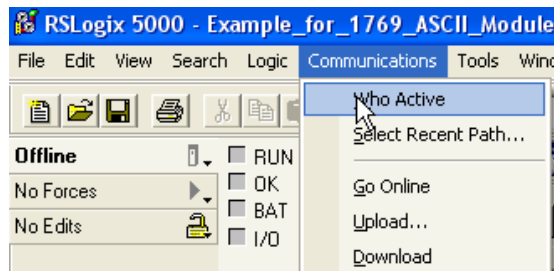 RSLogix 5000 - Example_for_1769_ASCII_Module
File Edit View Search Logic Communications Tools Wind
Who Active
Select Recent Path...
Offline RUN
No Forces OK
Go Online
BAT
No Edits
Upload...
I/O
Download